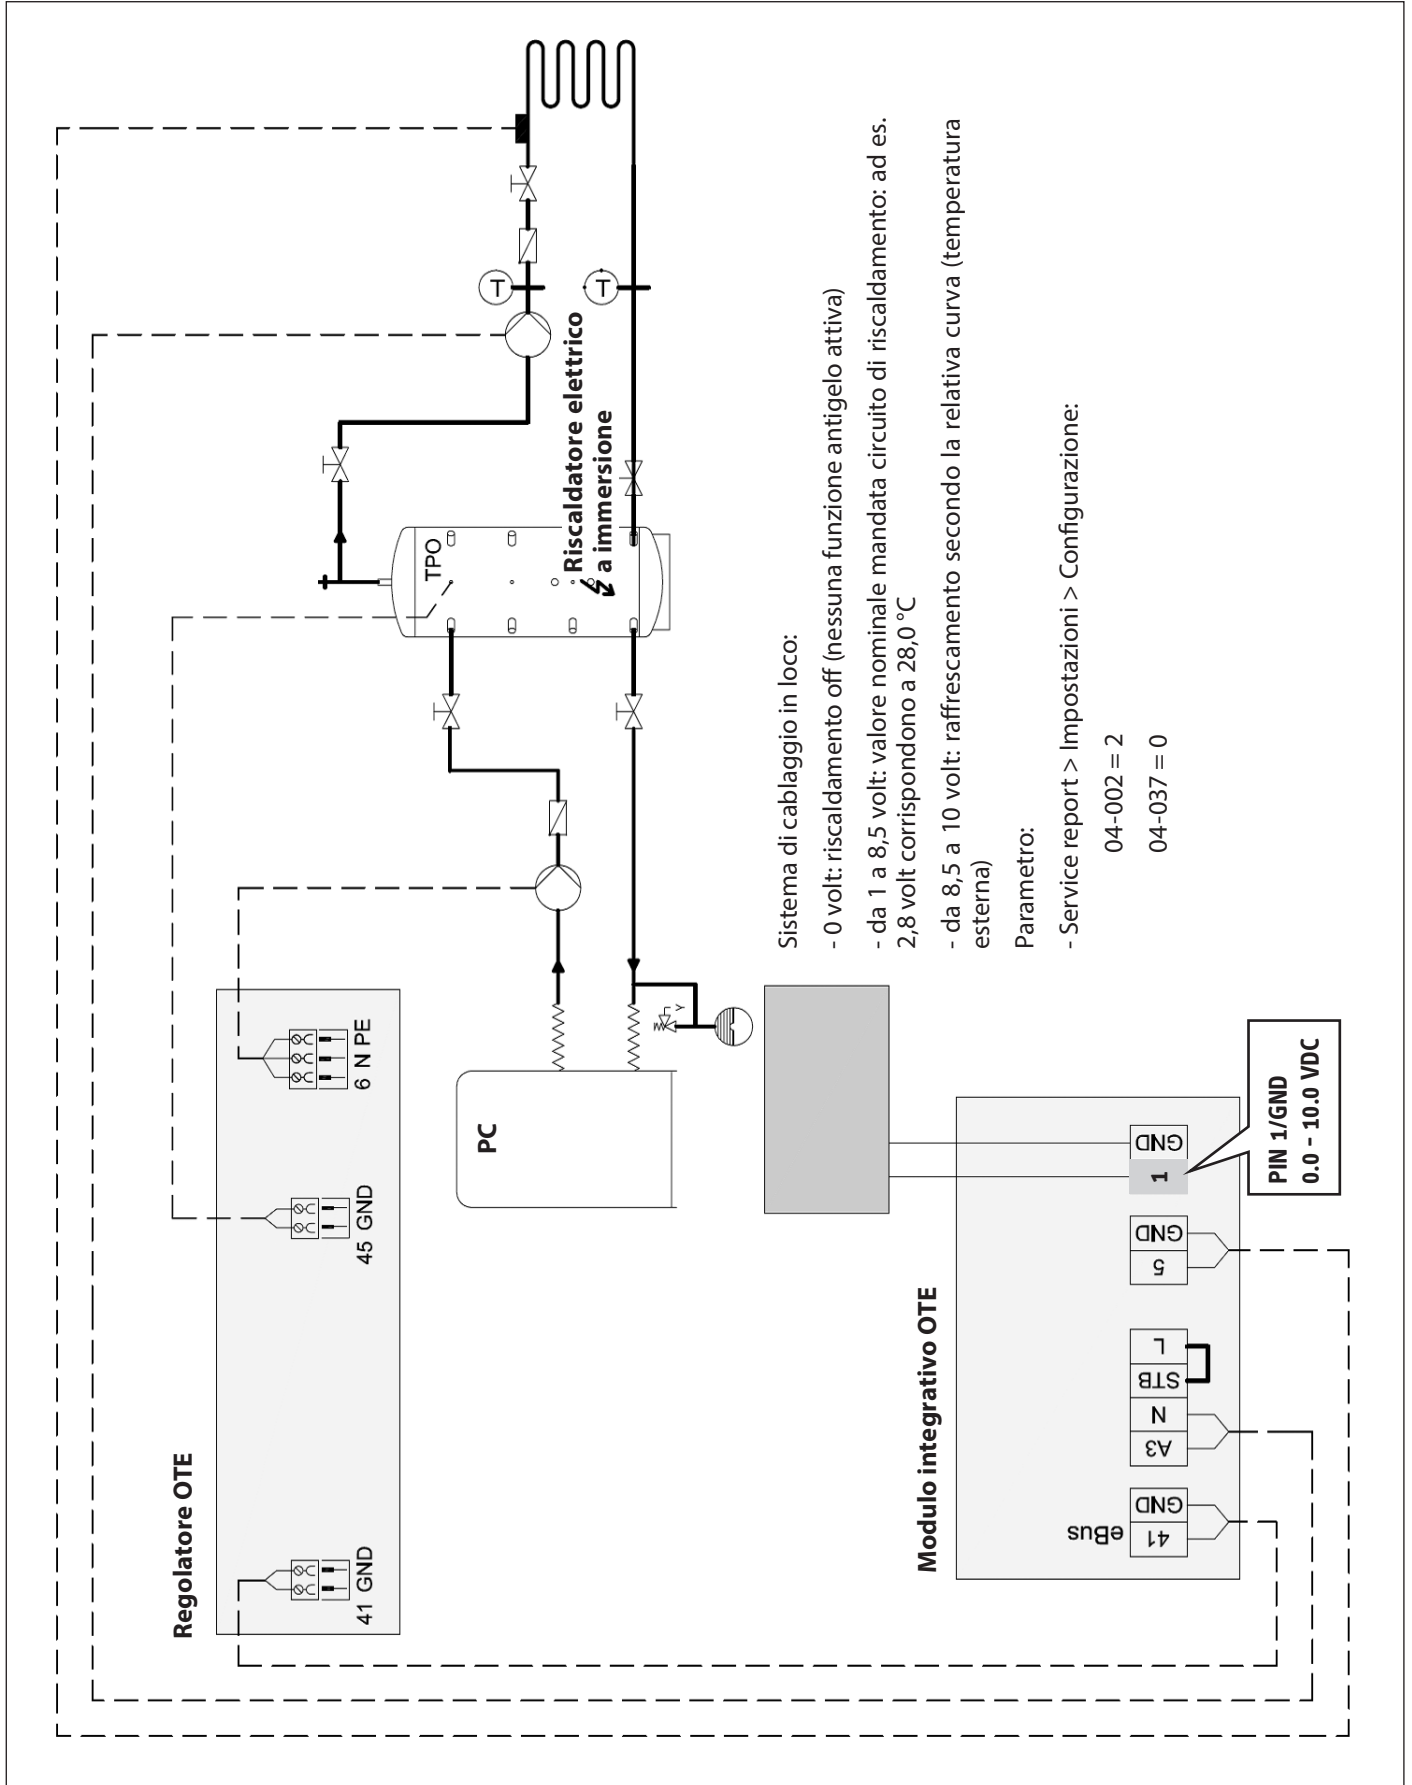 Regolatore OTE
41 GND
45 GND
6 N PE
TPO
T
T
Riscaldatore elettrico
a immersione
PC
Modulo integrativo OTE
eBus
41 GND
A3 N STB L
5 GND
1 GND
PIN 1/GND
0.0 - 10.0 VDC
Sistema di cablaggio in loco:
- 0 volt: riscaldamento off (nessuna funzione antigelo attiva)
- da 1 a 8,5 volt: valore nominale mandata circuito di riscaldamento: ad es.
2,8 volt corrispondono a 28,0 °C
- da 8,5 a 10 volt: raffrescamento secondo la relativa curva (temperatura
esterna)
Parametro:
- Service report > Impostazioni > Configurazione:
04-002 = 2
04-037 = 0